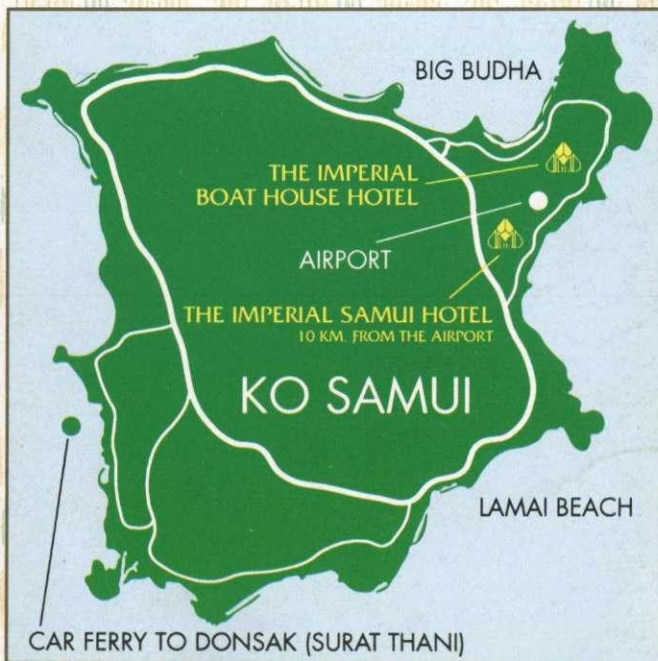 BIG BUDHA
THE IMPERIAL
BOAT HOUSE HOTEL
AIRPORT
THE IMPERIAL SAMUI HOTEL
10 KM. FROM THE AIRPORT
KO SAMUI
LAMAI BEACH
CAR FERRY TO DONSAK (SURAT THANI)